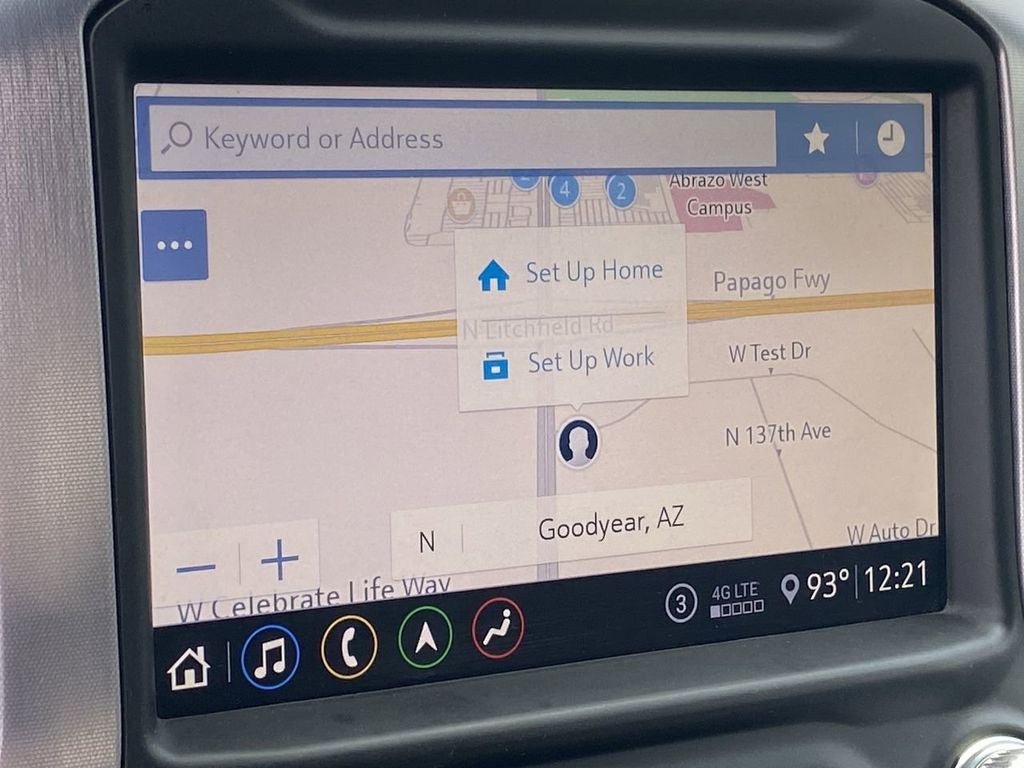 Keyword or Address
4
2
Abrazo West
Campus
Set Up Home
Papago Fwy
N Litchfield Rd
Set Up Work
W Test Dr
N 137th Ave
N
Goodyear, AZ
W Auto Dr
W Celebrate Life Way
3
4G LTE
93°
12:21